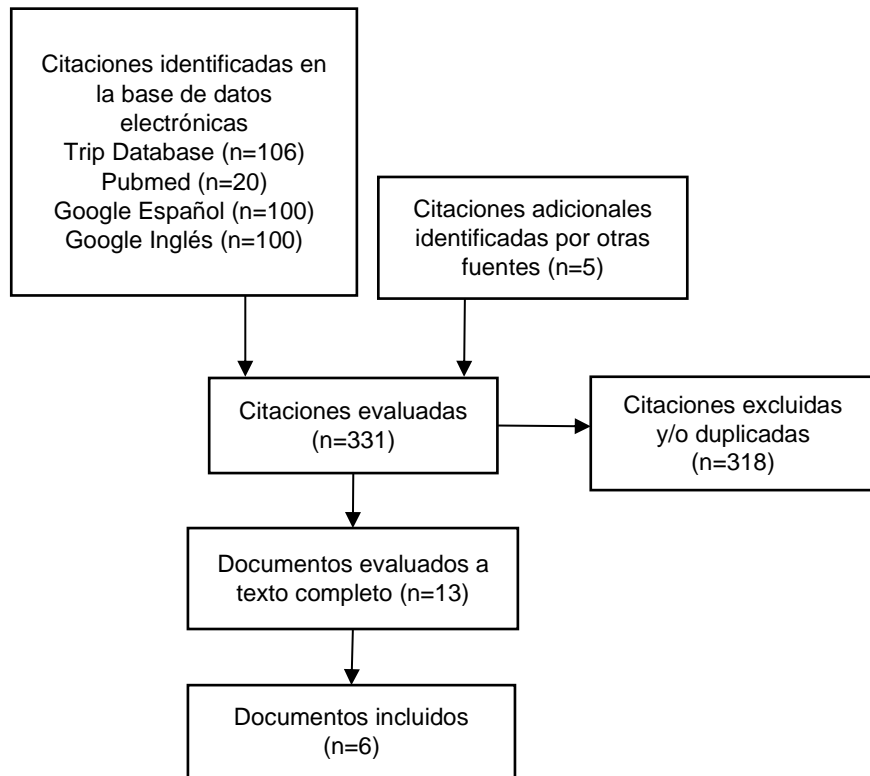 Citaciones identificadas en
la base de datos
electrónicas
Trip Database (n=106)
Pubmed (n=20)
Google Español (n=100)
Google Inglés (n=100)
Citaciones adicionales
identificadas por otras
fuentes (n=5)
Citaciones evaluadas
(n=331)
Citaciones excluidas
y/o duplicadas
(n=318)
Documentos evaluados a
texto completo (n=13)
Documentos incluidos
(n=6)